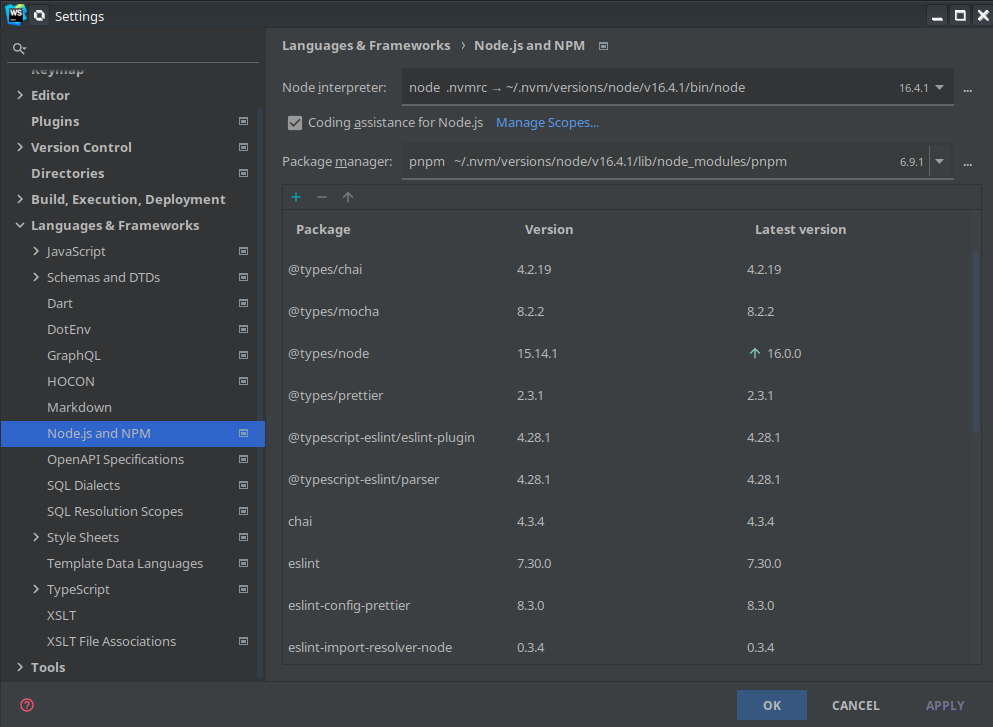 WS
Settings
Keymap
Editor
Plugins
Version Control
Directories
Build, Execution, Deployment
Languages & Frameworks
JavaScript
Schemas and DTDs
Dart
DotEnv
GraphQL
HOCON
Markdown
Node.js and NPM
OpenAPI Specifications
SQL Dialects
SQL Resolution Scopes
Style Sheets
Template Data Languages
TypeScript
XSLT
XSLT File Associations
Tools
Languages & Frameworks › Node.js and NPM
Node interpreter: node .nvmrc → ~/.nvm/versions/node/v16.4.1/bin/node 16.4.1 ...
Coding assistance for Node.js Manage Scopes...
Package manager: pnpm ~/.nvm/versions/node/v16.4.1/lib/node_modules/pnpm 6.9.1 ...
Package Version Latest version
@types/chai 4.2.19 4.2.19
@types/mocha 8.2.2 8.2.2
@types/node 15.14.1 ↑ 16.0.0
@types/prettier 2.3.1 2.3.1
@typescript-eslint/eslint-plugin 4.28.1 4.28.1
@typescript-eslint/parser 4.28.1 4.28.1
chai 4.3.4 4.3.4
eslint 7.30.0 7.30.0
eslint-config-prettier 8.3.0 8.3.0
eslint-import-resolver-node 0.3.4 0.3.4
? OK CANCEL APPLY